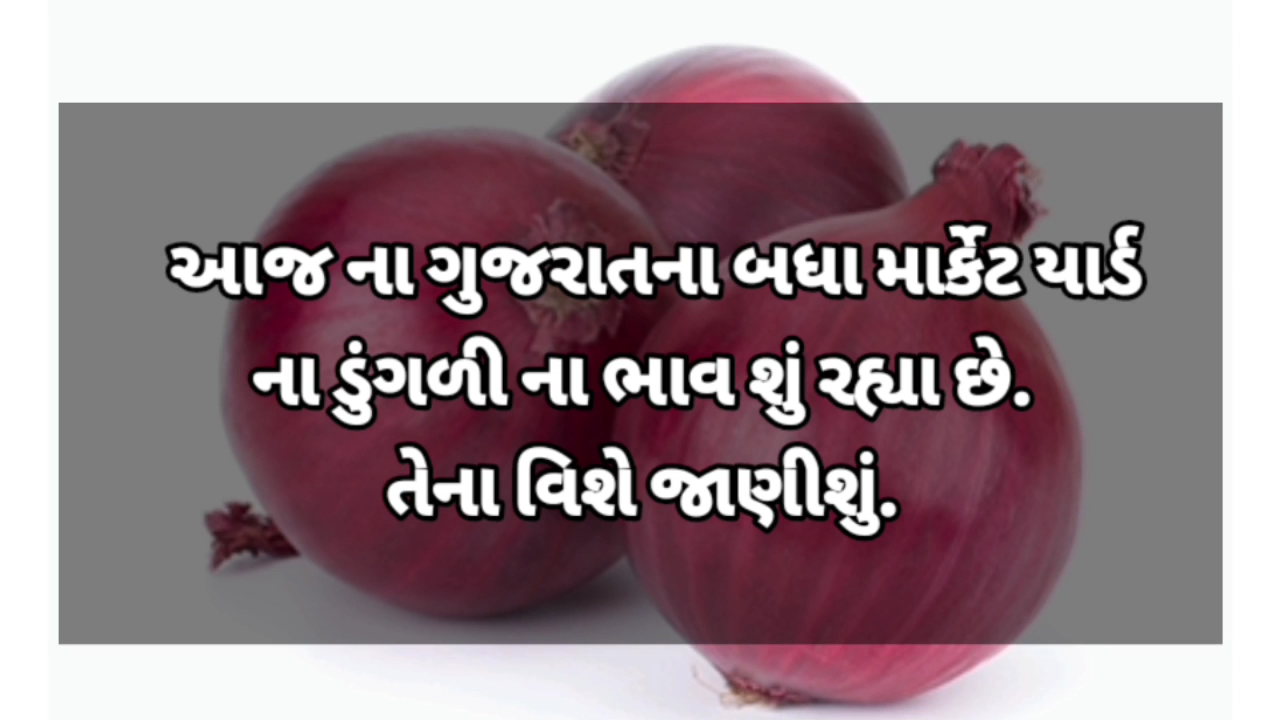 આજ ના ગુજરાતના બધા માર્કેટ યાર્ડ
ના ડુંગળી ના ભાવ શું રહ્યા છે.
તેના વિશે જાણીશું.